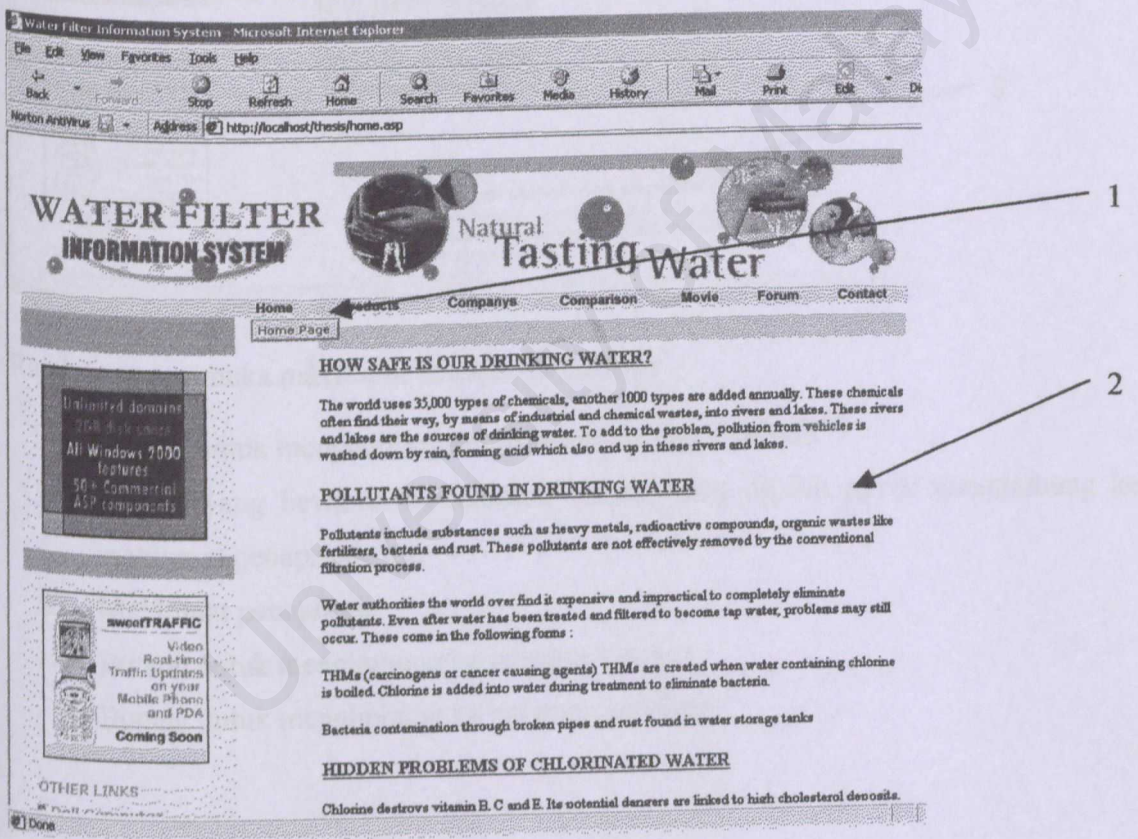 Water Filter Information System - Microsoft Internet Explorer
File Edit View Favorites Tools Help
Back Forward Stop Refresh Home Search Favorites Media History Mail Print Edit
Norton AntiVirus Address http://localhost/thesis/home.asp
WATER FILTER
INFORMATION SYSTEM
Natural
Tasting Water
Home Products Companys Comparison Movie Forum Contact
Home Page
1
HOW SAFE IS OUR DRINKING WATER?
The world uses 35,000 types of chemicals, another 1000 types are added annually. These chemicals
often find their way, by means of industrial and chemical wastes, into rivers and lakes. These rivers
and lakes are the sources of drinking water. To add to the problem, pollution from vehicles is
washed down by rain, forming acid which also end up in these rivers and lakes.
2
POLLUTANTS FOUND IN DRINKING WATER
Pollutants include substances such as heavy metals, radioactive compounds, organic wastes like
fertilizers, bacteria and rust. These pollutants are not effectively removed by the conventional
filtration process.
Water authorities the world over find it expensive and impractical to completely eliminate
pollutants. Even after water has been treated and filtered to become tap water, problems may still
occur. These come in the following forms :
THMs (carcinogens or cancer causing agents) THMs are created when water containing chlorine
is boiled. Chlorine is added into water during treatment to eliminate bacteria.
Bacteria contamination through broken pipes and rust found in water storage tanks
HIDDEN PROBLEMS OF CHLORINATED WATER
Chlorine destroys vitamin B, C and E. Its potential dangers are linked to high cholesterol deposits.
Unlimited domains
2GB disk space
All Windows 2000
features
50+ Commercial
ASP components
Video
Real-time
Traffic Updates
on your
Mobile Phone
and PDA
Coming Soon
OTHER LINKS
Done
University of Malay